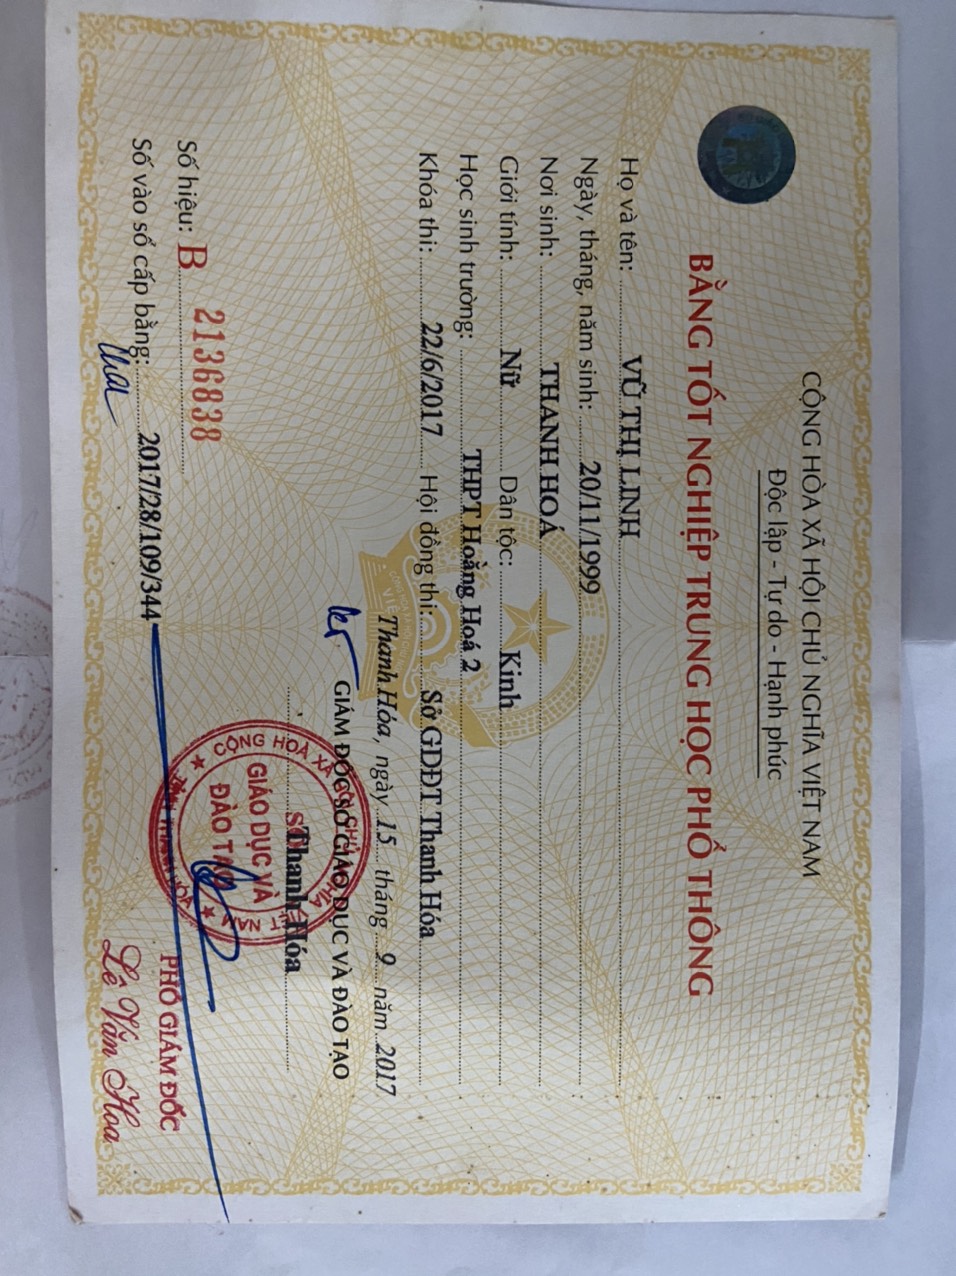 CỘNG HÒA XÃ HỘI CHỦ NGHĨA VIỆT NAM
Độc lập - Tự do - Hạnh phúc
BẰNG TỐT NGHIỆP TRUNG HỌC PHỔ THÔNG
Họ và tên: VŨ THỊ LINH
Ngày, tháng, năm sinh: 20/11/1999
Nơi sinh: THANH HOÁ
Giới tính: Nữ Dân tộc: Kinh
Học sinh trường: THPT Hoằng Hoá 2
Khóa thi: 22/6/2017 Hội đồng thi: Sở GDĐT Thanh Hóa
Thanh Hóa, ngày 15 tháng 9 năm 2017
GIÁM ĐỐC SỞ GIÁO DỤC VÀ ĐÀO TẠO
Thanh Hóa
SỞ
GIÁO DỤC VÀ
ĐÀO TẠO
CỘNG HOÀ XÃ HỘI CHỦ NGHĨA VIỆT NAM
Số hiệu: B 2136838
Số vào sổ cấp bằng: 2017/28/109/344
PHÓ GIÁM ĐỐC
Lê Văn Hoa